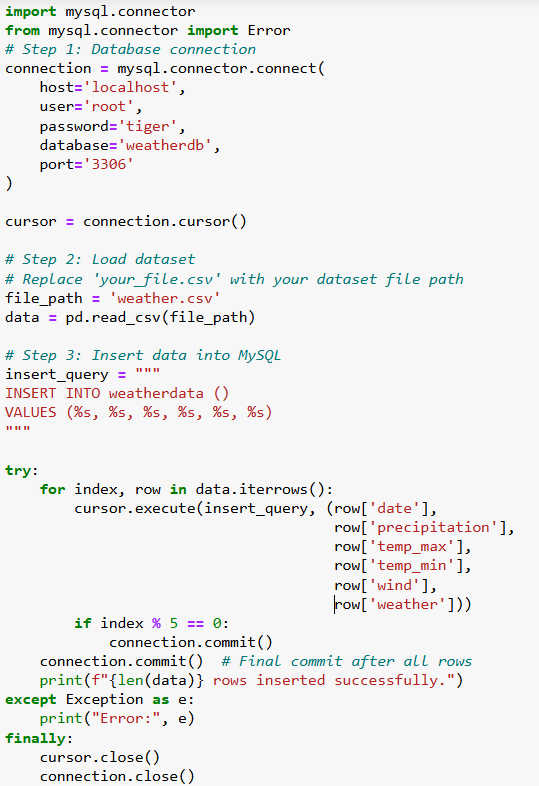 import mysql.connector
from mysql.connector import Error
# Step 1: Database connection
connection = mysql.connector.connect(
    host='localhost',
    user='root',
    password='tiger',
    database='weatherdb',
    port='3306'
)

cursor = connection.cursor()

# Step 2: Load dataset
# Replace 'your_file.csv' with your dataset file path
file_path = 'weather.csv'
data = pd.read_csv(file_path)

# Step 3: Insert data into MySQL
insert_query = """
INSERT INTO weatherdata ()
VALUES (%s, %s, %s, %s, %s, %s)
"""

try:
    for index, row in data.iterrows():
        cursor.execute(insert_query, (row['date'],
                                      row['precipitation'],
                                      row['temp_max'],
                                      row['temp_min'],
                                      row['wind'],
                                      row['weather']))
        if index % 5 == 0:
            connection.commit()
    connection.commit()  # Final commit after all rows
    print(f"{len(data)} rows inserted successfully.")
except Exception as e:
    print("Error:", e)
finally:
    cursor.close()
    connection.close()